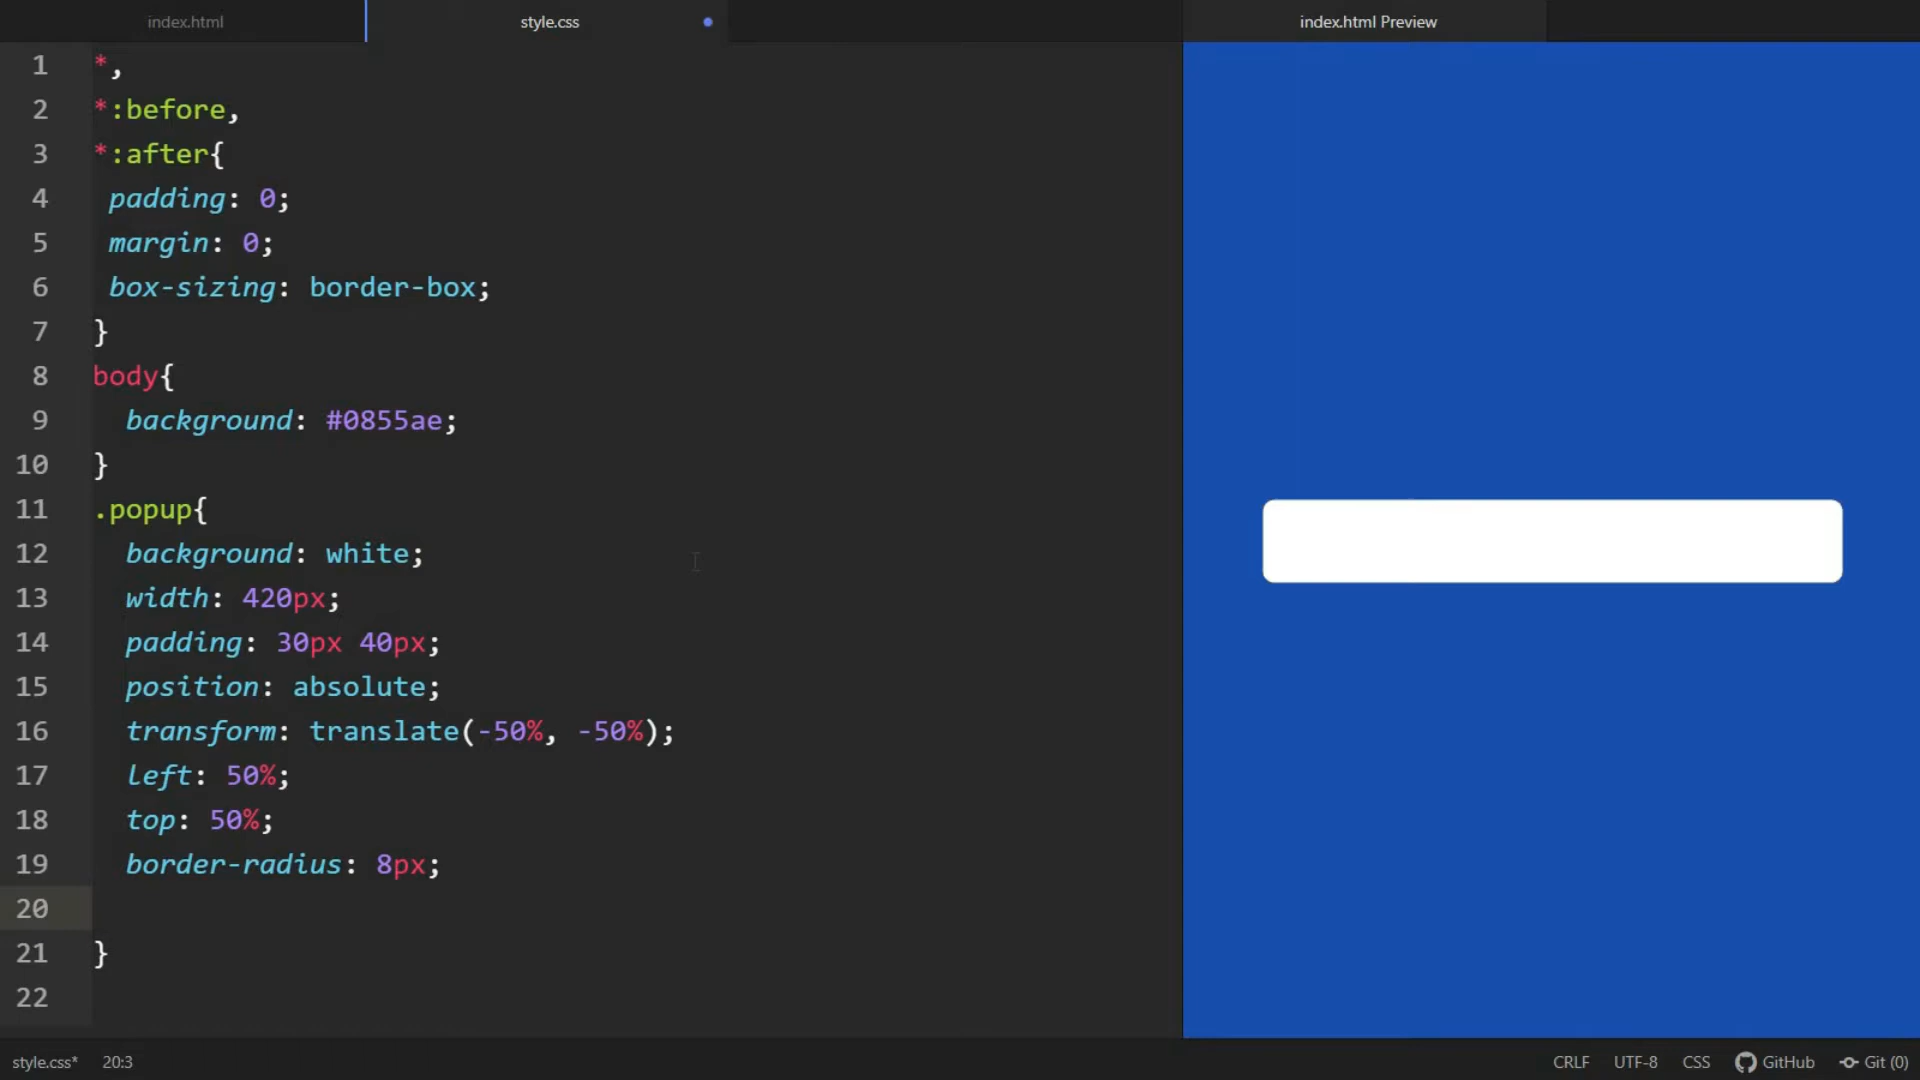 index.html
style.css
index.html Preview
1 *,
2 *:before,
3 *:after{
4 padding: 0;
5 margin: 0;
6 box-sizing: border-box;
7 }
8 body{
9 background: #0855ae;
10 }
11 .popup{
12 background: white;
13 width: 420px;
14 padding: 30px 40px;
15 position: absolute;
16 transform: translate(-50%, -50%);
17 left: 50%;
18 top: 50%;
19 border-radius: 8px;
20
21 }
22
style.css* 20:3 CRLF UTF-8 CSS GitHub Git (0)